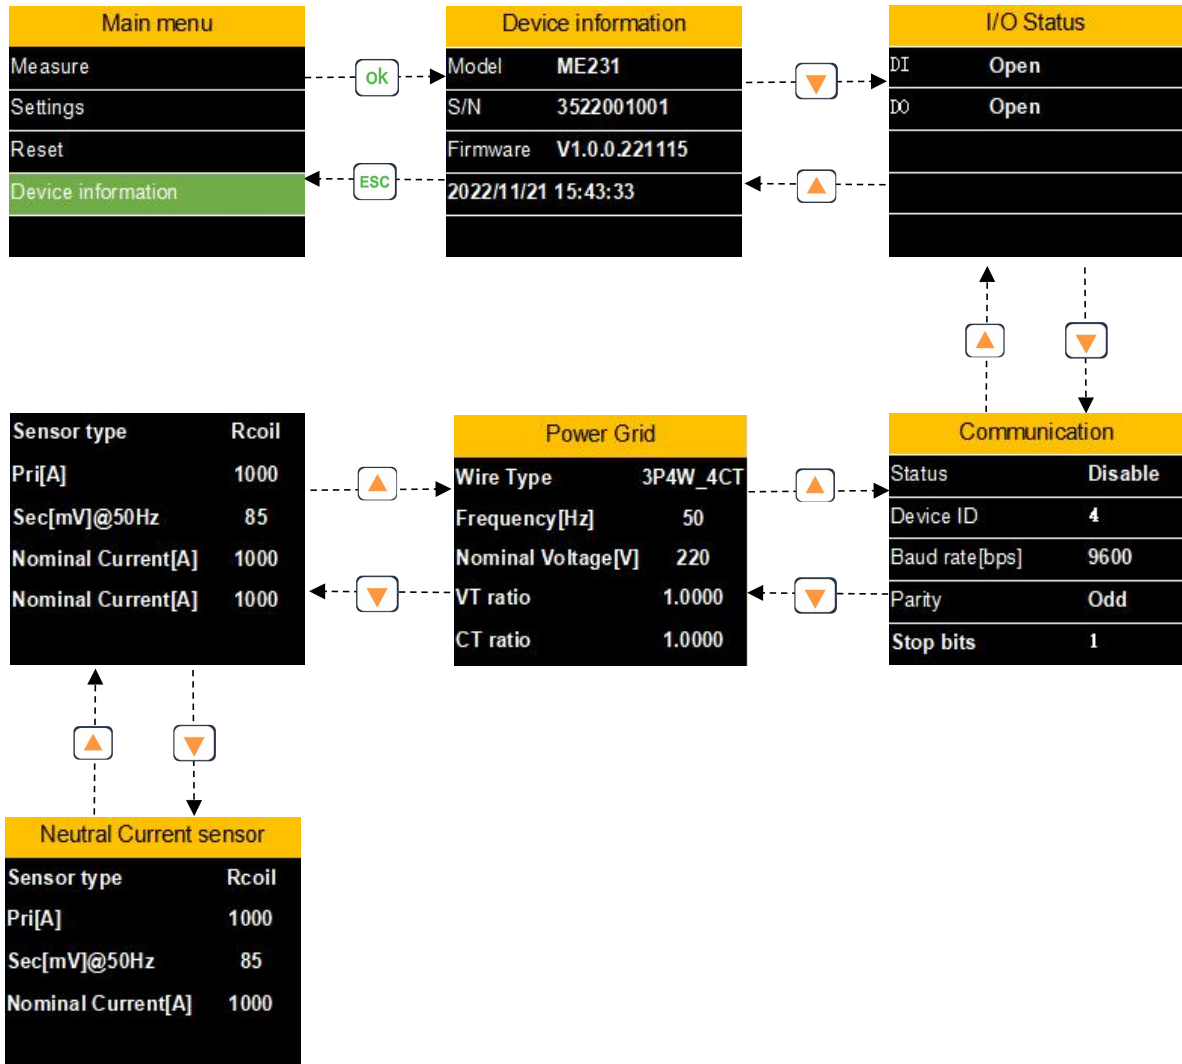 Main menu
Measure
Settings
Reset
Device information
ok
ESC
Device information
Model ME231
S/N 3522001001
Firmware V1.0.0.221115
2022/11/21 15:43:33
I/O Status
DI Open
DO Open
Sensor type Rcoil
Pri[A] 1000
Sec[mV]@50Hz 85
Nominal Current[A] 1000
Nominal Current[A] 1000
Power Grid
Wire Type 3P4W_4CT
Frequency[Hz] 50
Nominal Voltage[V] 220
VT ratio 1.0000
CT ratio 1.0000
Communication
Status Disable
Device ID 4
Baud rate[bps] 9600
Parity Odd
Stop bits 1
Neutral Current sensor
Sensor type Rcoil
Pri[A] 1000
Sec[mV]@50Hz 85
Nominal Current[A] 1000